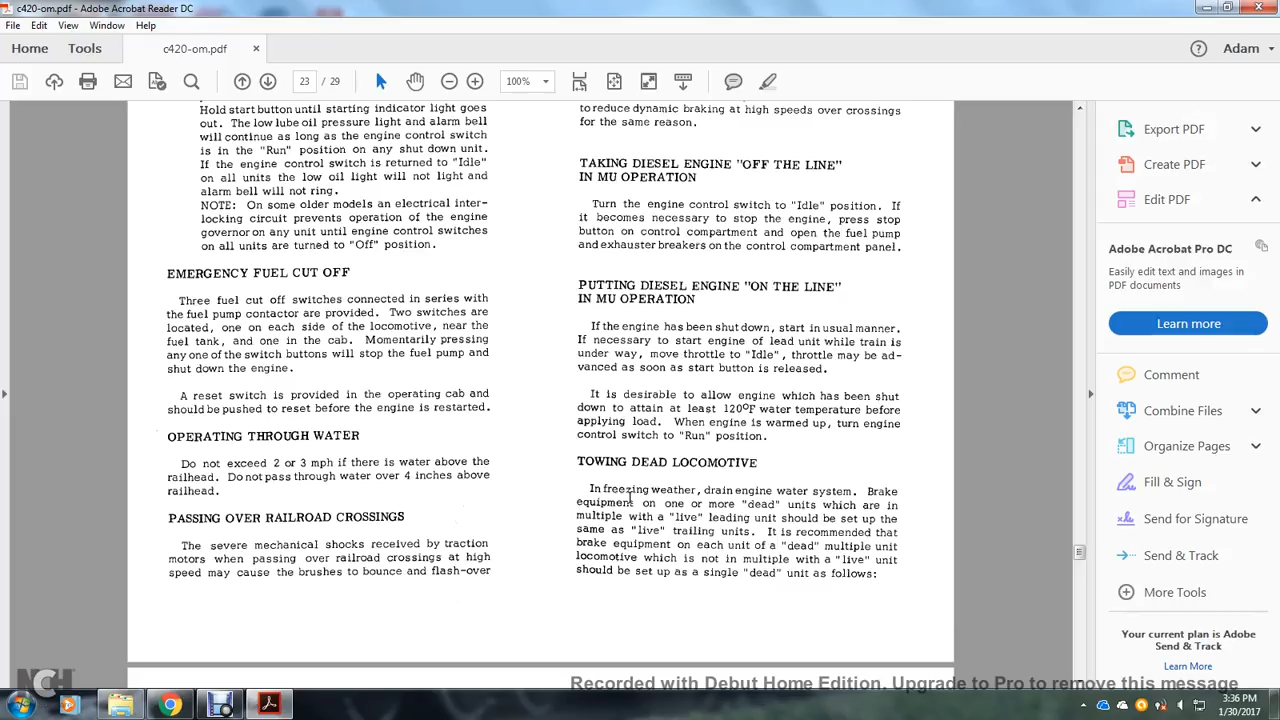 c420-om.pdf - Adobe Acrobat Reader DC
File Edit View Window Help
Home Tools c420-om.pdf × Adam
23 / 29 100%
Hold start button until starting indicator light goes
out. The low lube oil pressure light and alarm bell
will continue as long as the engine control switch
is in the "Run" position on any shut down unit.
If the engine control switch is returned to "Idle"
on all units the low oil light will not light and
alarm bell will not ring.
NOTE: On some older models an electrical inter-
locking circuit prevents operation of the engine
governor on any unit until engine control switches
on all units are turned to "Off" position.
EMERGENCY FUEL CUT OFF
Three fuel cut off switches connected in series with
the fuel pump contactor are provided. Two switches are
located, one on each side of the locomotive, near the
fuel tank, and one in the cab. Momentarily pressing
any one of the switch buttons will stop the fuel pump and
shut down the engine.
A reset switch is provided in the operating cab and
should be pushed to reset before the engine is restarted.
OPERATING THROUGH WATER
Do not exceed 2 or 3 mph if there is water above the
railhead. Do not pass through water over 4 inches above
railhead.
PASSING OVER RAILROAD CROSSINGS
The severe mechanical shocks received by traction
motors when passing over railroad crossings at high
speed may cause the brushes to bounce and flash-over
to reduce dynamic braking at high speeds over crossings
for the same reason.
TAKING DIESEL ENGINE "OFF THE LINE"
IN MU OPERATION
Turn the engine control switch to "Idle" position. If
it becomes necessary to stop the engine, press stop
button on control compartment and open the fuel pump
and exhauster breakers on the control compartment panel.
PUTTING DIESEL ENGINE "ON THE LINE"
IN MU OPERATION
If the engine has been shut down, start in usual manner.
If necessary to start engine of lead unit while train is
under way, move throttle to "Idle", throttle may be ad-
vanced as soon as start button is released.
It is desirable to allow engine which has been shut
down to attain at least 120°F water temperature before
applying load. When engine is warmed up, turn engine
control switch to "Run" position.
TOWING DEAD LOCOMOTIVE
In freezing weather, drain engine water system. Brake
equipment on one or more "dead" units which are in
multiple with a "live" leading unit should be set up the
same as "live" trailing units. It is recommended that
brake equipment on each unit of a "dead" multiple unit
locomotive which is not in multiple with a "live" unit
should be set up as a single "dead" unit as follows:
Export PDF
Create PDF
Edit PDF
Adobe Acrobat Pro DC
Easily edit text and images in
PDF documents
Learn more
Comment
Combine Files
Organize Pages
Fill & Sign
Send for Signature
Send & Track
More Tools
Your current plan is Adobe
Send & Track
Learn More
NCH
Recorded with Debut Home Edition. Upgrade to Pro to remove this message
3:36 PM
1/30/2017